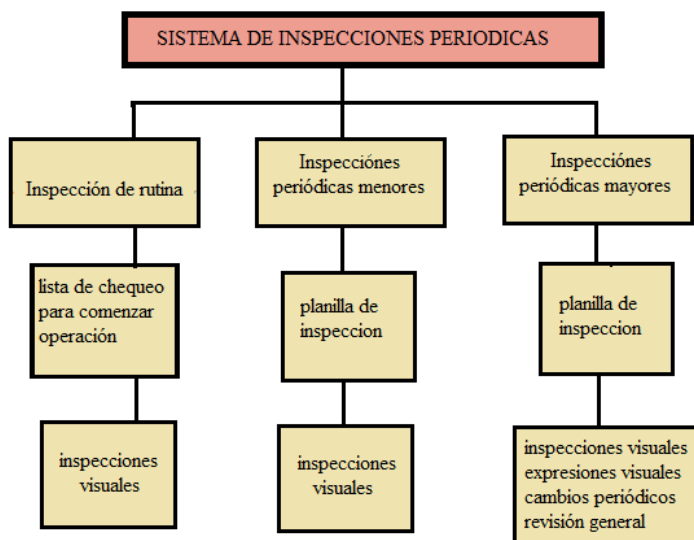 SISTEMA DE INSPECCIONES PERIODICAS
Inspección de rutina
lista de chequeo
para comenzar
operación
inspecciones
visuales
Inspecciónes
periódicas menores
planilla de
inspeccion
inspecciones
visuales
Inspecciónes
periódicas mayores
planilla de
inspeccion
inspecciones visuales
expresiones visuales
cambios periódicos
revisión general